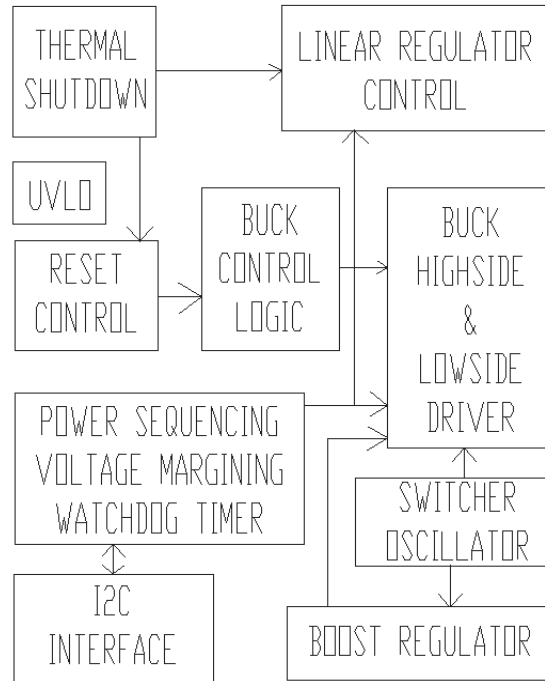 THERMAL
SHUTDOWN
LINEAR REGULATOR
CONTROL
UVLO
RESET
CONTROL
BUCK
CONTROL
LOGIC
BUCK
HIGHSIDE
&
LOWSIDE
DRIVER
POWER SEQUENCING
VOLTAGE MARGINING
WATCHDOG TIMER
SWITCHER
OSCILLATOR
I2C
INTERFACE
BOOST REGULATOR